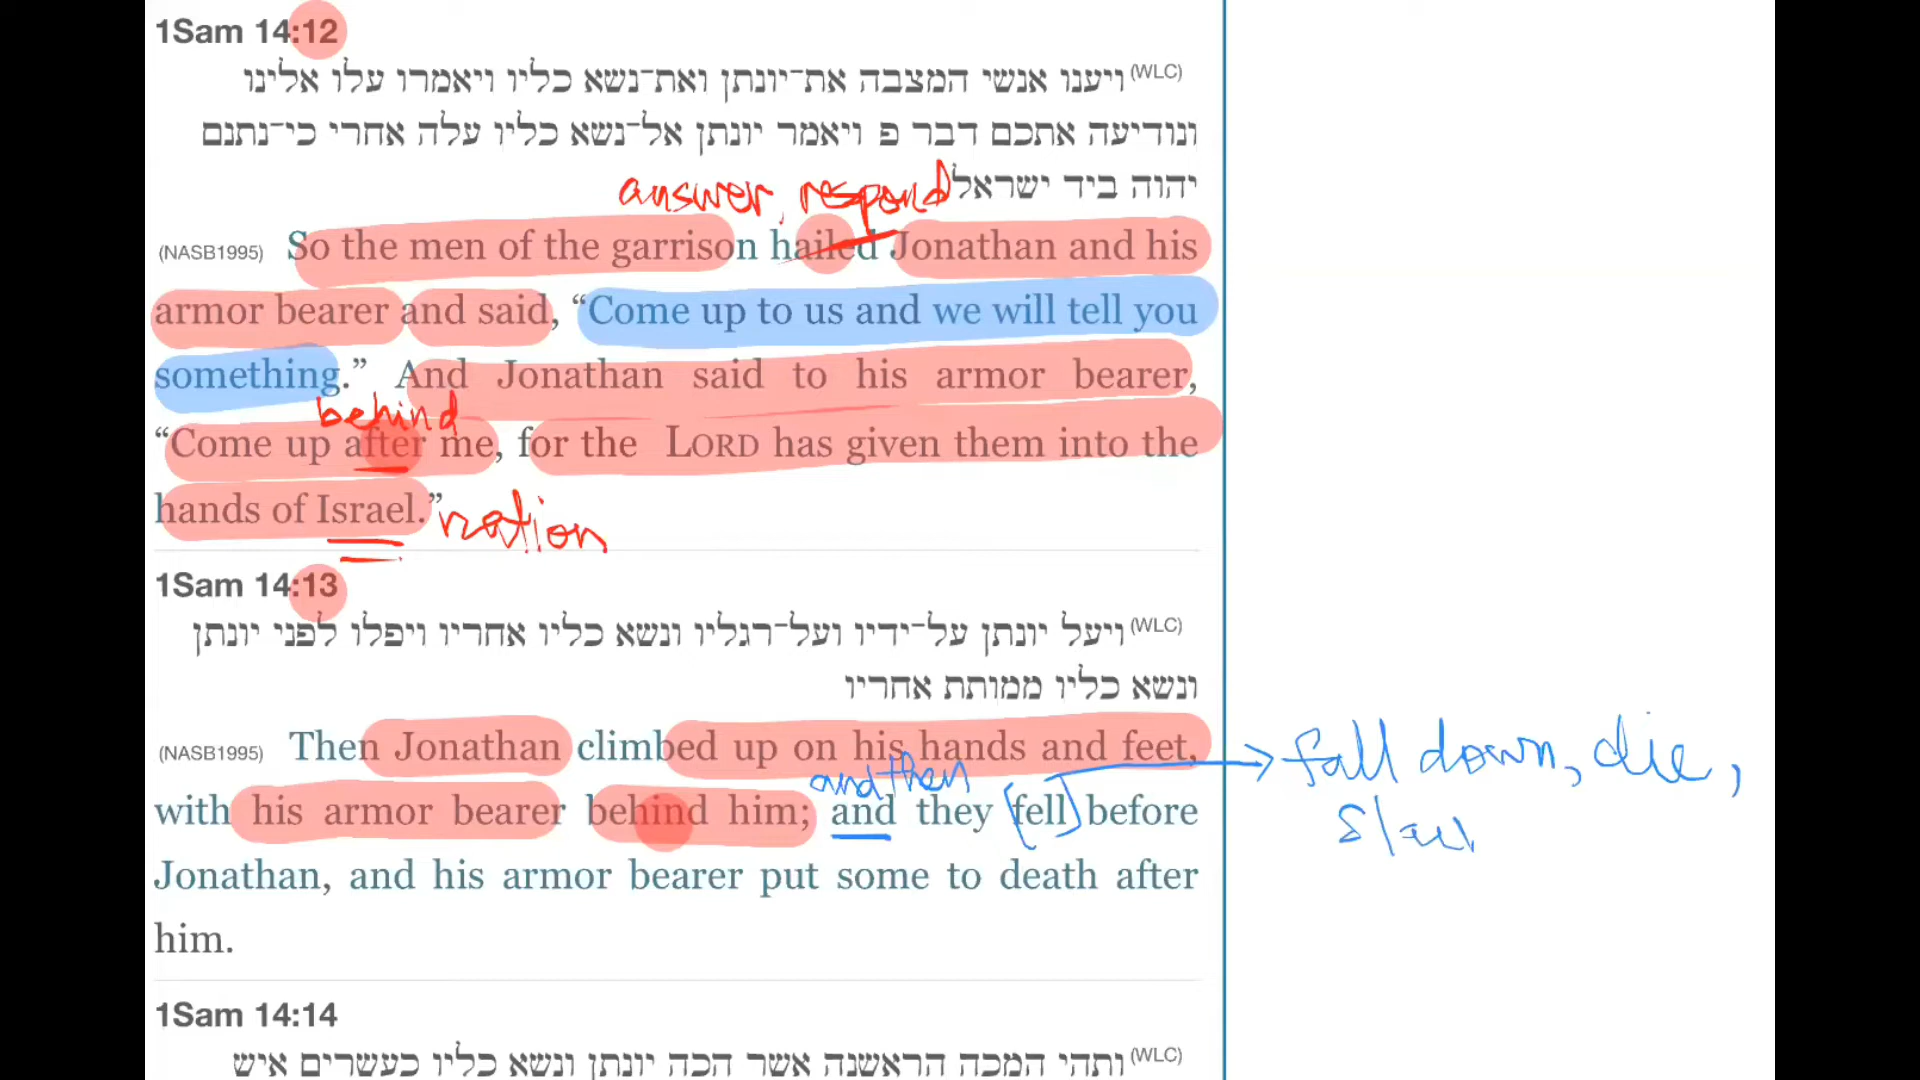 1Sam 14:12
(WLC) ויענו אנשי המצבה את־יונתן ואת־נשא כליו ויאמרו עלו אלינו
ונודיעה אתכם דבר פ ויאמר יונתן אל־נשא כליו עלה אחרי כי־נתנם
יהוה ביד ישראל
answer, respond
(NASB1995) So the men of the garrison hailed Jonathan and his
armor bearer and said, “Come up to us and we will tell you
something.” And Jonathan said to his armor bearer,
behind
“Come up after me, for the LORD has given them into the
hands of Israel.”
nation
1Sam 14:13
(WLC) ויעל יונתן על־ידיו ועל־רגליו ונשא כליו אחריו ויפלו לפני יונתן
ונשא כליו ממותת אחריו
(NASB1995) Then Jonathan climbed up on his hands and feet,
fall down, die,
and then
with his armor bearer behind him; and they [fell] before
Jonathan, and his armor bearer put some to death after
him.
1Sam 14:14
(WLC) ותהי המכה הראשנה אשר הכה יונתן ונשא כליו כעשרים איש